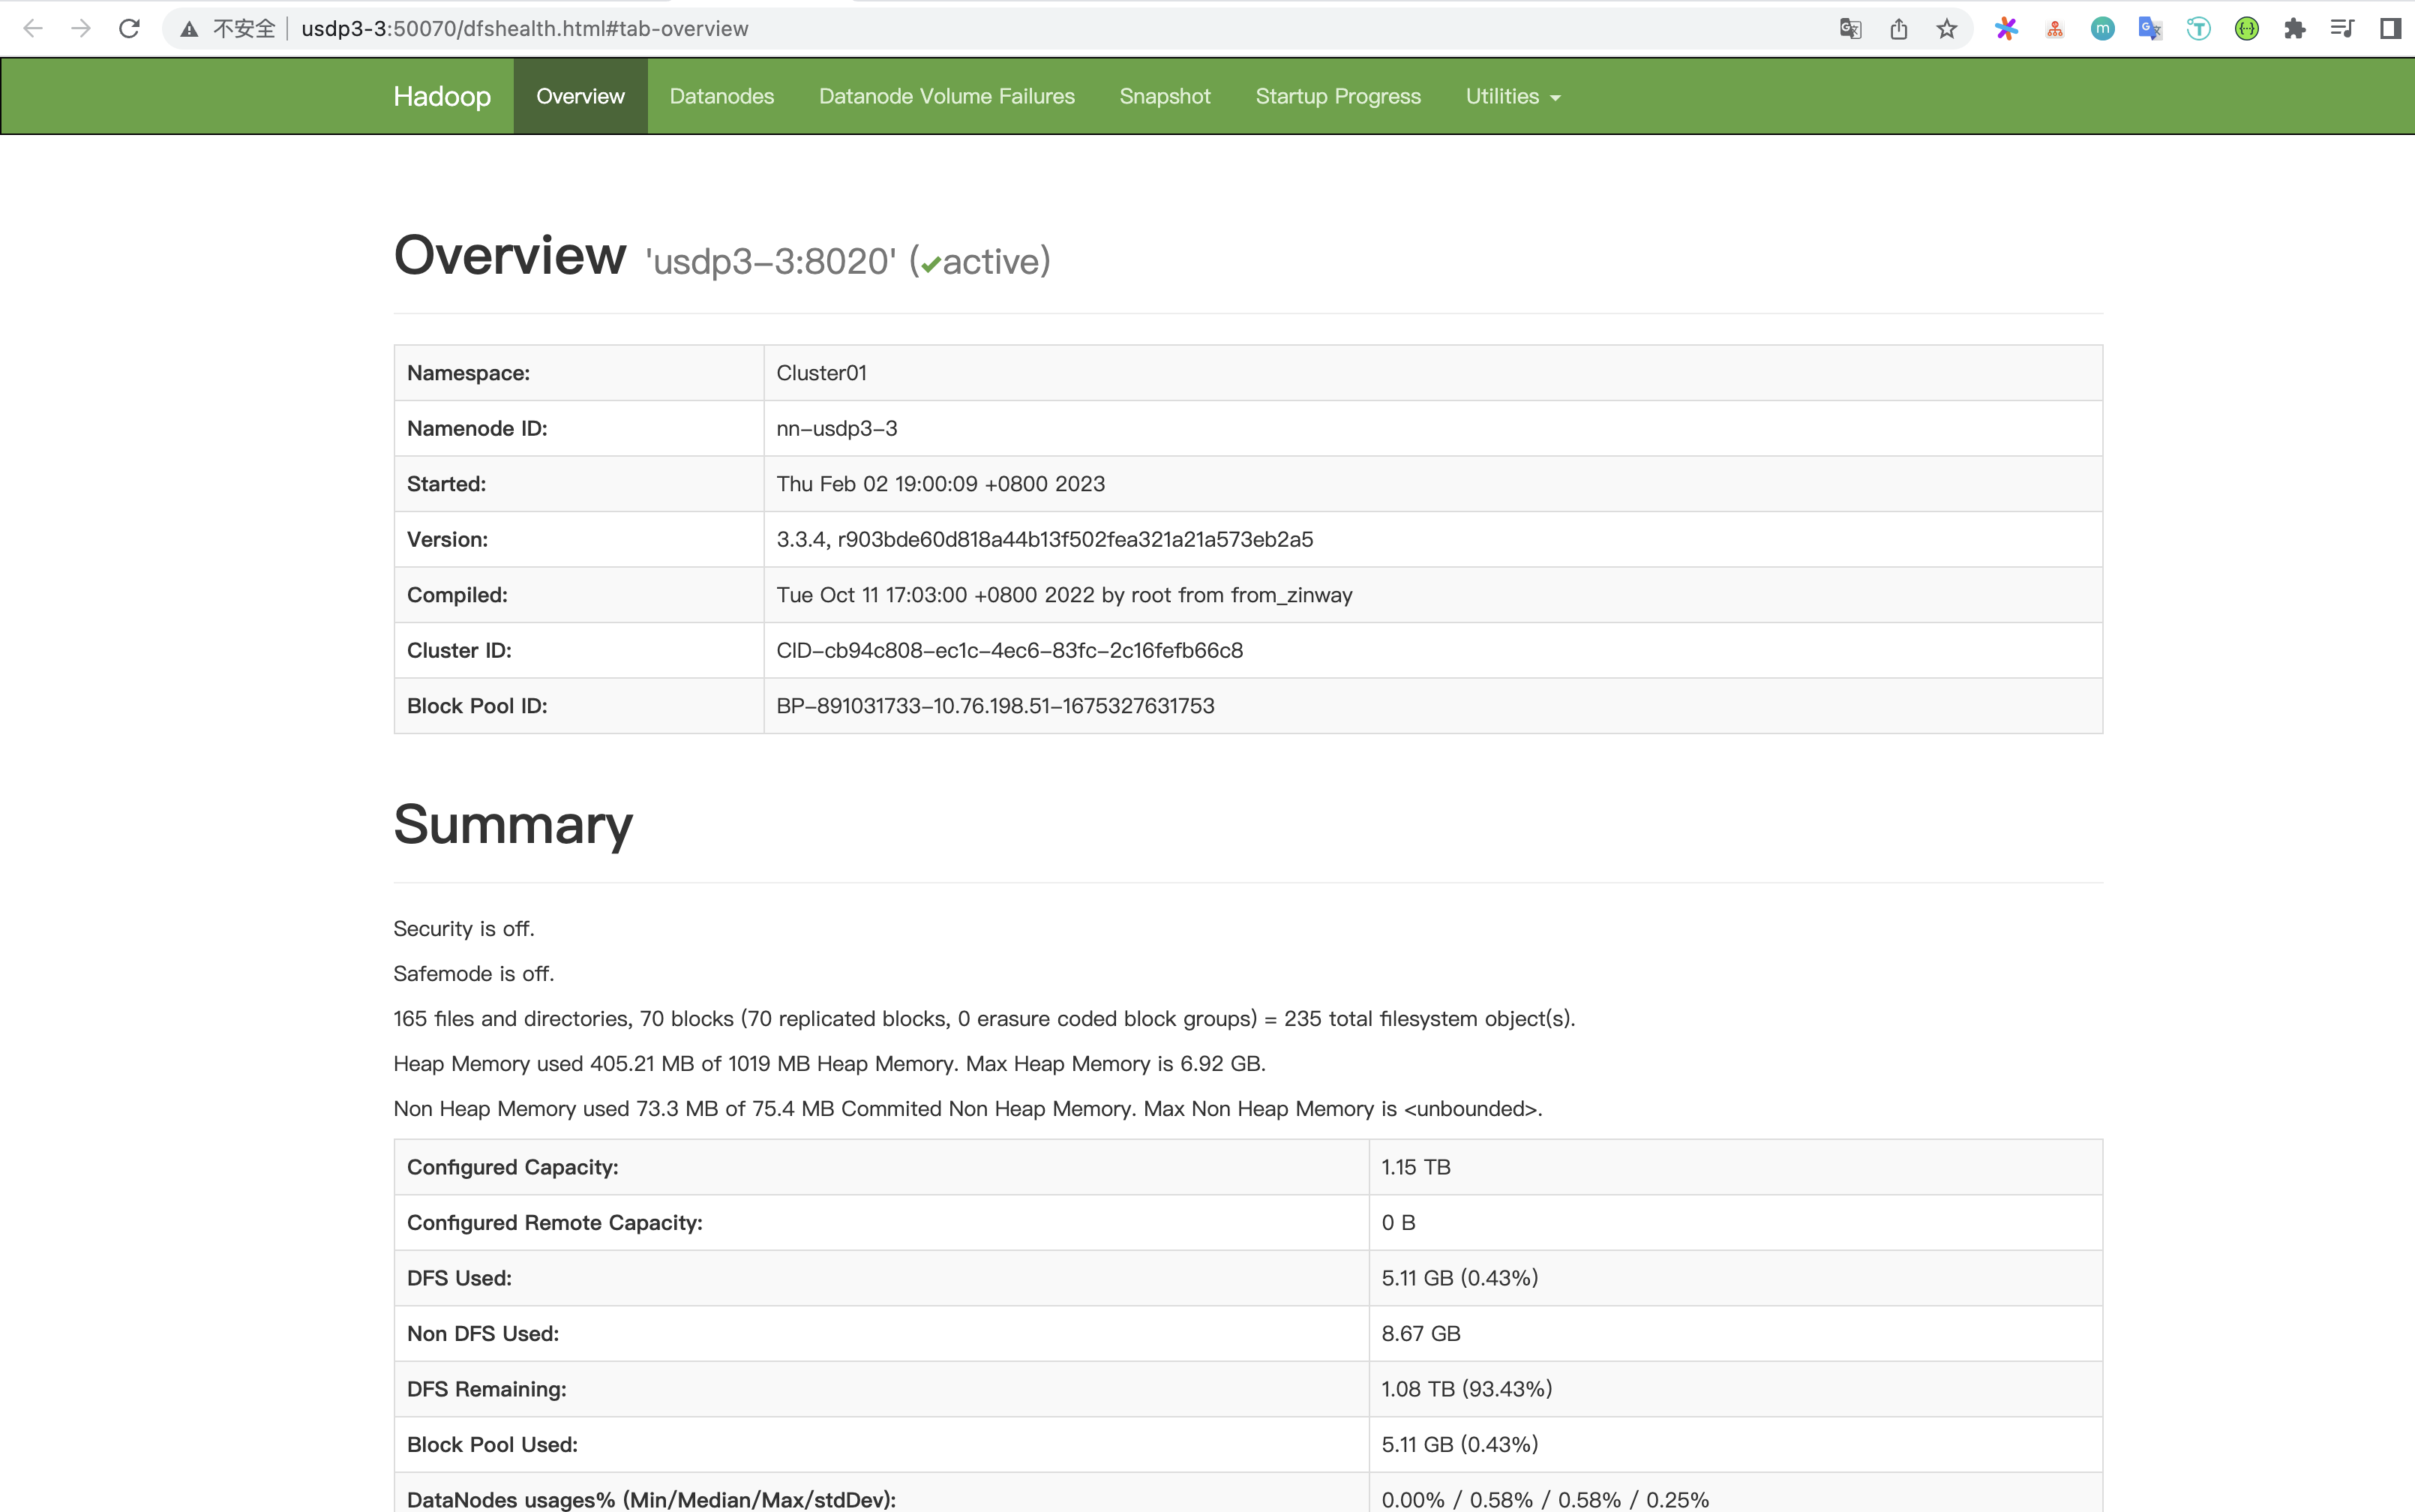 不安全 usdp3-3:50070/dfshealth.html#tab-overview
Hadoop Overview Datanodes Datanode Volume Failures Snapshot Startup Progress Utilities
Overview 'usdp3-3:8020' (✔active)
Namespace: Cluster01
Namenode ID: nn-usdp3-3
Started: Thu Feb 02 19:00:09 +0800 2023
Version: 3.3.4, r903bde60d818a44b13f502fea321a21a573eb2a5
Compiled: Tue Oct 11 17:03:00 +0800 2022 by root from from_zinway
Cluster ID: CID-cb94c808-ec1c-4ec6-83fc-2c16fefb66c8
Block Pool ID: BP-891031733-10.76.198.51-1675327631753
Summary
Security is off.
Safemode is off.
165 files and directories, 70 blocks (70 replicated blocks, 0 erasure coded block groups) = 235 total filesystem object(s).
Heap Memory used 405.21 MB of 1019 MB Heap Memory. Max Heap Memory is 6.92 GB.
Non Heap Memory used 73.3 MB of 75.4 MB Commited Non Heap Memory. Max Non Heap Memory is <unbounded>.
Configured Capacity: 1.15 TB
Configured Remote Capacity: 0 B
DFS Used: 5.11 GB (0.43%)
Non DFS Used: 8.67 GB
DFS Remaining: 1.08 TB (93.43%)
Block Pool Used: 5.11 GB (0.43%)
DataNodes usages% (Min/Median/Max/stdDev): 0.00% / 0.58% / 0.58% / 0.25%